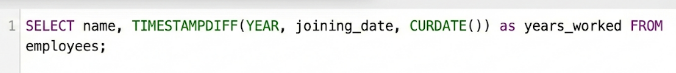 1 SELECT name, TIMESTAMPDIFF(YEAR, joining_date, CURDATE()) as years_worked FROM
employees;